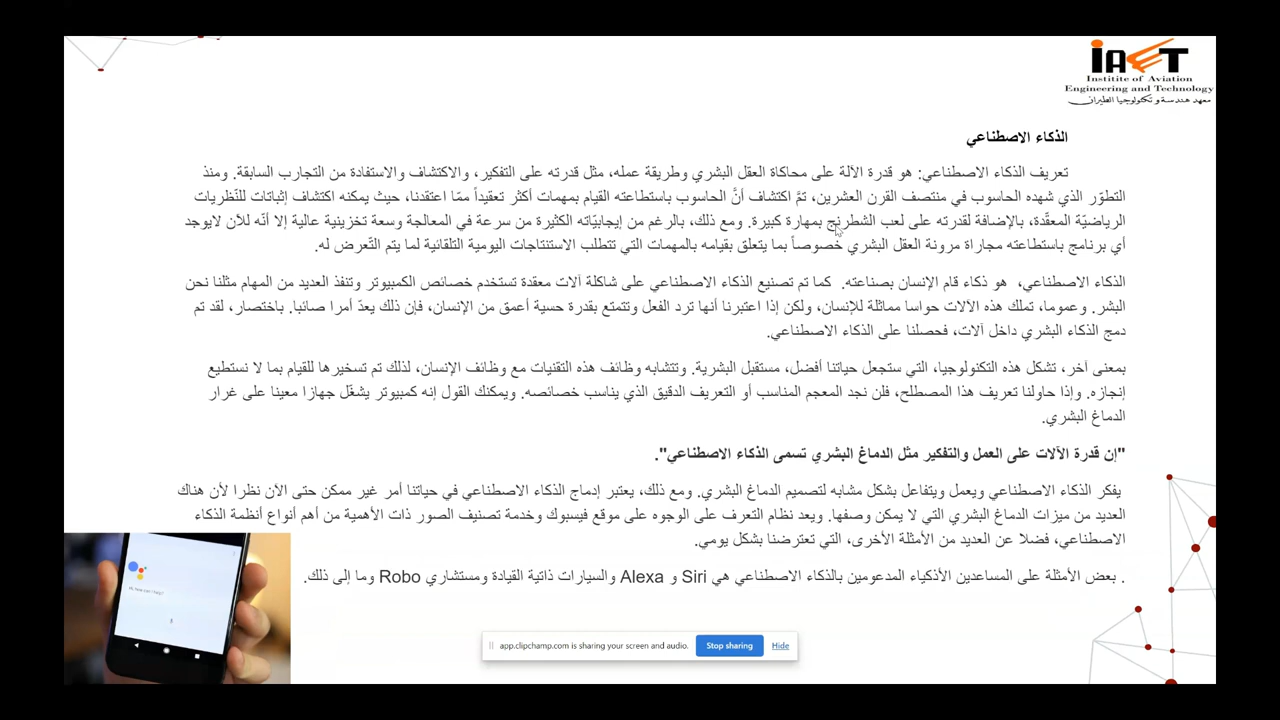 IAET
Institite of Aviation
Engineering and Technology
معهد هندسة و تكنولوجيا الطيران
الذكاء الاصطناعي
تعريف الذكاء الاصطناعي: هو قدرة الآلة على محاكاة العقل البشري وطريقة عمله، مثل قدرته على التفكير، والاكتشاف والاستفادة من التجارب السابقة. ومنذ
التطوّر الذي شهده الحاسوب في منتصف القرن العشرين، تمَّ اكتشاف أنَّ الحاسوب باستطاعته القيام بمهمات أكثر تعقيداً ممّا اعتقدنا، حيث يمكنه اكتشاف إثباتات للنّظريات
الرياضيّة المعقّدة، بالإضافة لقدرته على لعب الشطرنج بمهارة كبيرة. ومع ذلك، بالرغم من إيجابيّاته الكثيرة من سرعة في المعالجة وسعة تخزينية عالية إلا أنّه للآن لايوجد
أي برنامج باستطاعته مجاراة مرونة العقل البشري خصوصاً بما يتعلق بقيامه بالمهمات التي تتطلب الاستنتاجات اليومية التلقائية لما يتم التّعرض له.
الذكاء الاصطناعي، هو ذكاء قام الإنسان بصناعته. كما تم تصنيع الذكاء الاصطناعي على شاكلة آلات معقدة تستخدم خصائص الكمبيوتر وتنفذ العديد من المهام مثلنا نحن
البشر. وعموما، تملك هذه الآلات حواسا مماثلة للإنسان، ولكن إذا اعتبرنا أنها ترد الفعل وتتمتع بقدرة حسية أعمق من الإنسان، فإن ذلك يعدّ أمرا صائبا. باختصار، لقد تم
دمج الذكاء البشري داخل آلات، فحصلنا على الذكاء الاصطناعي.
بمعنى آخر، تشكل هذه التكنولوجيا، التي ستجعل حياتنا أفضل، مستقبل البشرية. وتتشابه وظائف هذه التقنيات مع وظائف الإنسان، لذلك تم تسخيرها للقيام بما لا نستطيع
إنجازه. وإذا حاولنا تعريف هذا المصطلح، فلن نجد المعجم المناسب أو التعريف الدقيق الذي يناسب خصائصه. ويمكنك القول إنه كمبيوتر يشغّل جهازا معينا على غرار
الدماغ البشري.
"إن قدرة الآلات على العمل والتفكير مثل الدماغ البشري تسمى الذكاء الاصطناعي".
يفكر الذكاء الاصطناعي ويعمل ويتفاعل بشكل مشابه لتصميم الدماغ البشري. ومع ذلك، يعتبر إدماج الذكاء الاصطناعي في حياتنا أمر غير ممكن حتى الآن نظرا لأن هناك
العديد من ميزات الدماغ البشري التي لا يمكن وصفها. ويعد نظام التعرف على الوجوه على موقع فيسبوك وخدمة تصنيف الصور ذات الأهمية من أهم أنواع أنظمة الذكاء
الاصطناعي، فضلا عن العديد من الأمثلة الأخرى، التي تعترضنا بشكل يومي.
. بعض الأمثلة على المساعدين الأذكياء المدعومين بالذكاء الاصطناعي هي Siri و Alexa والسيارات ذاتية القيادة ومستشاري Robo وما إلى ذلك.
app.clipchamp.com is sharing your screen and audio. Stop sharing Hide